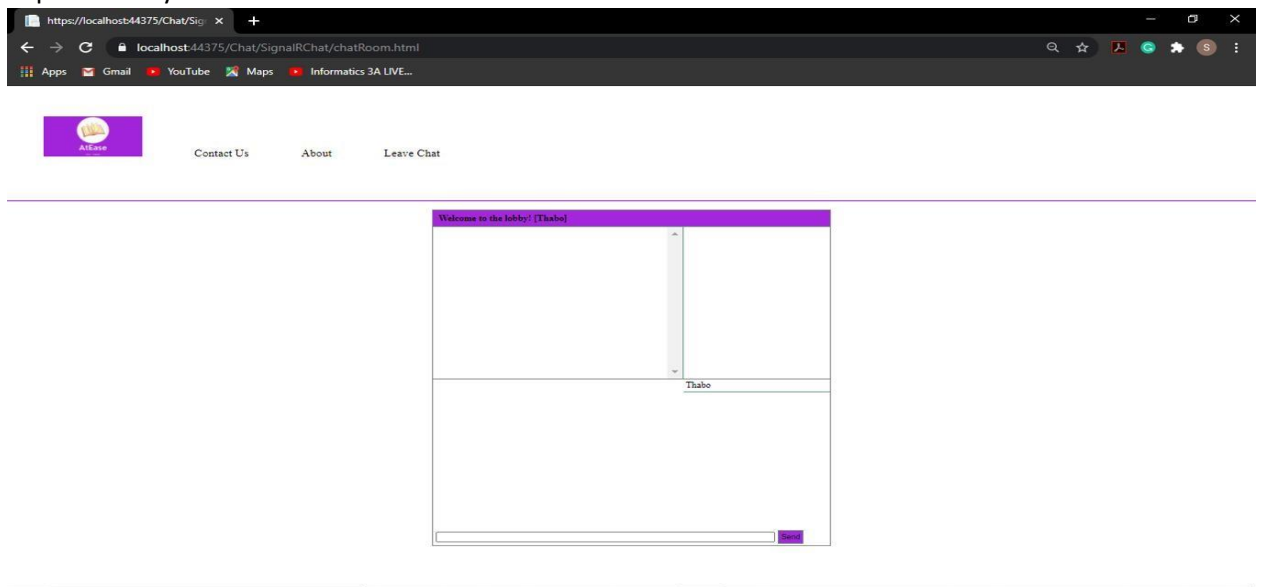 https://localhost:44375/Chat/Sig
localhost:44375/Chat/SignalRChat/chatRoom.html
S
Apps Gmail YouTube Maps Informatics 3A LIVE...
AtEase
Contact Us About Leave Chat
Welcome to the lobby! [Thabo]
Thabo
Send